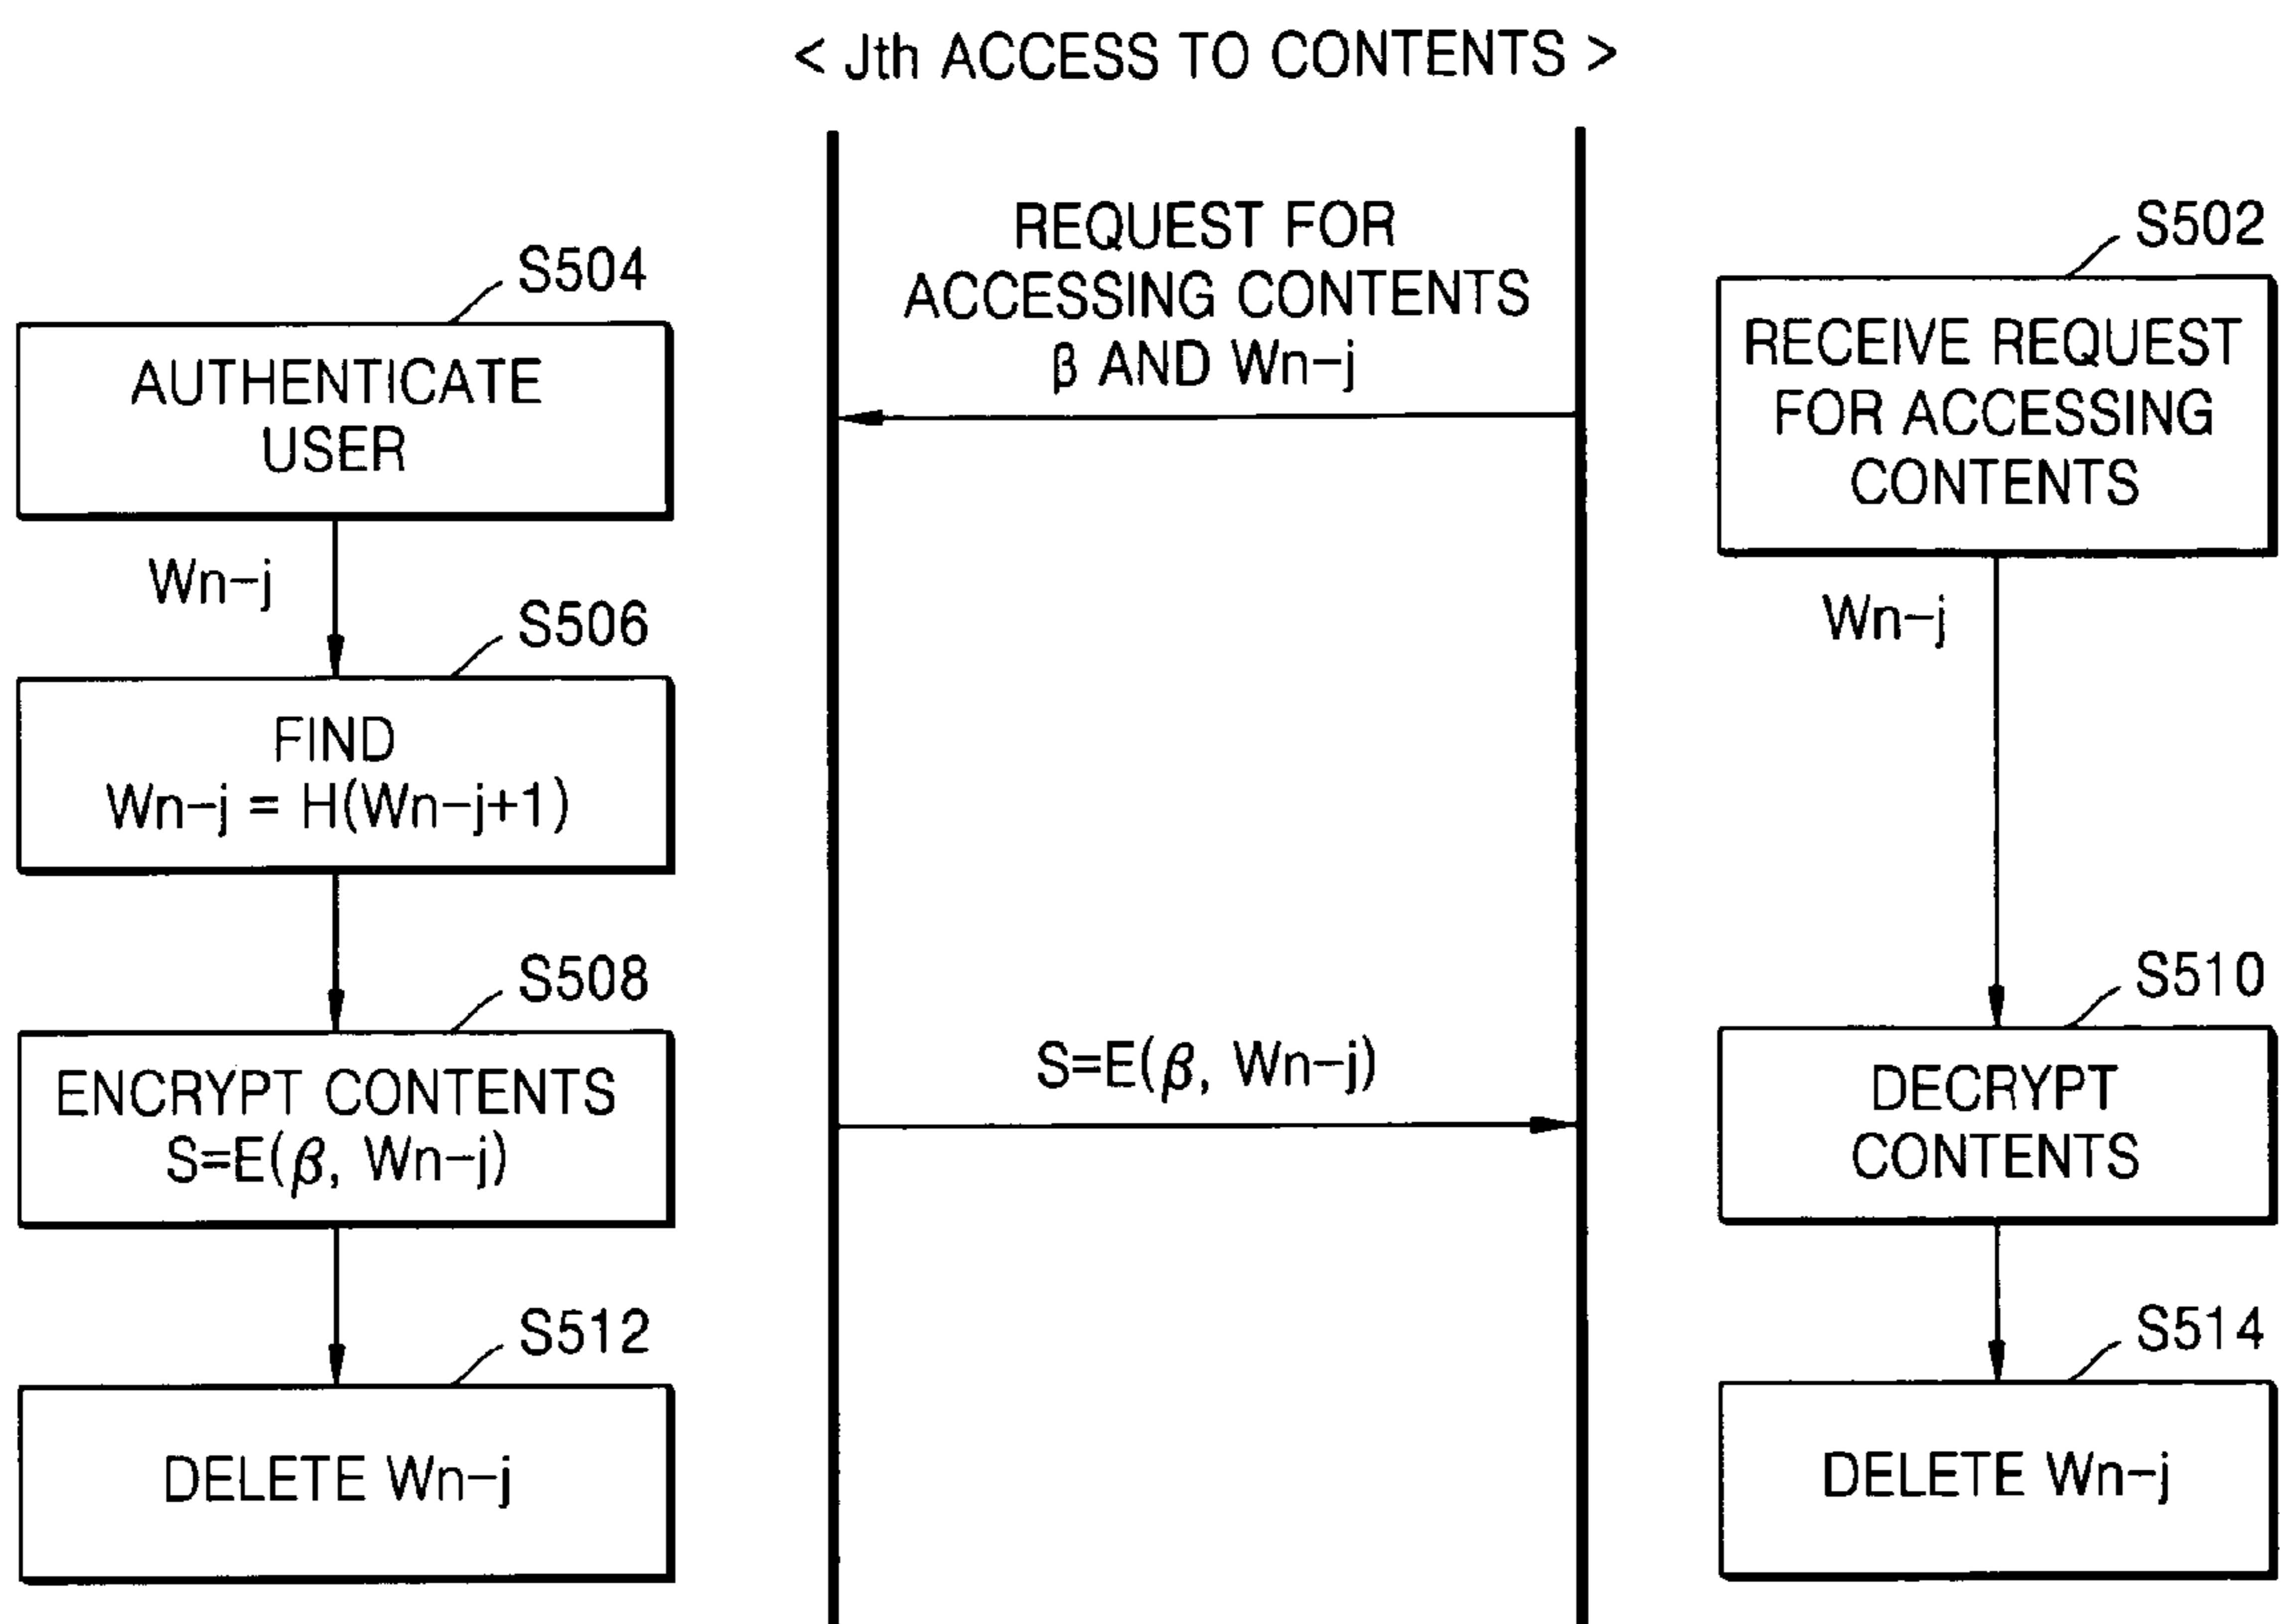 < Jth ACCESS TO CONTENTS >
S504
AUTHENTICATE
USER
Wn-j
S506
FIND
Wn-j = H(Wn-j+1)
S508
ENCRYPT CONTENTS
S=E(β, Wn-j)
S512
DELETE Wn-j
REQUEST FOR
ACCESSING CONTENTS
β AND Wn-j
S=E(β, Wn-j)
S502
RECEIVE REQUEST
FOR ACCESSING
CONTENTS
Wn-j
S510
DECRYPT
CONTENTS
S514
DELETE Wn-j